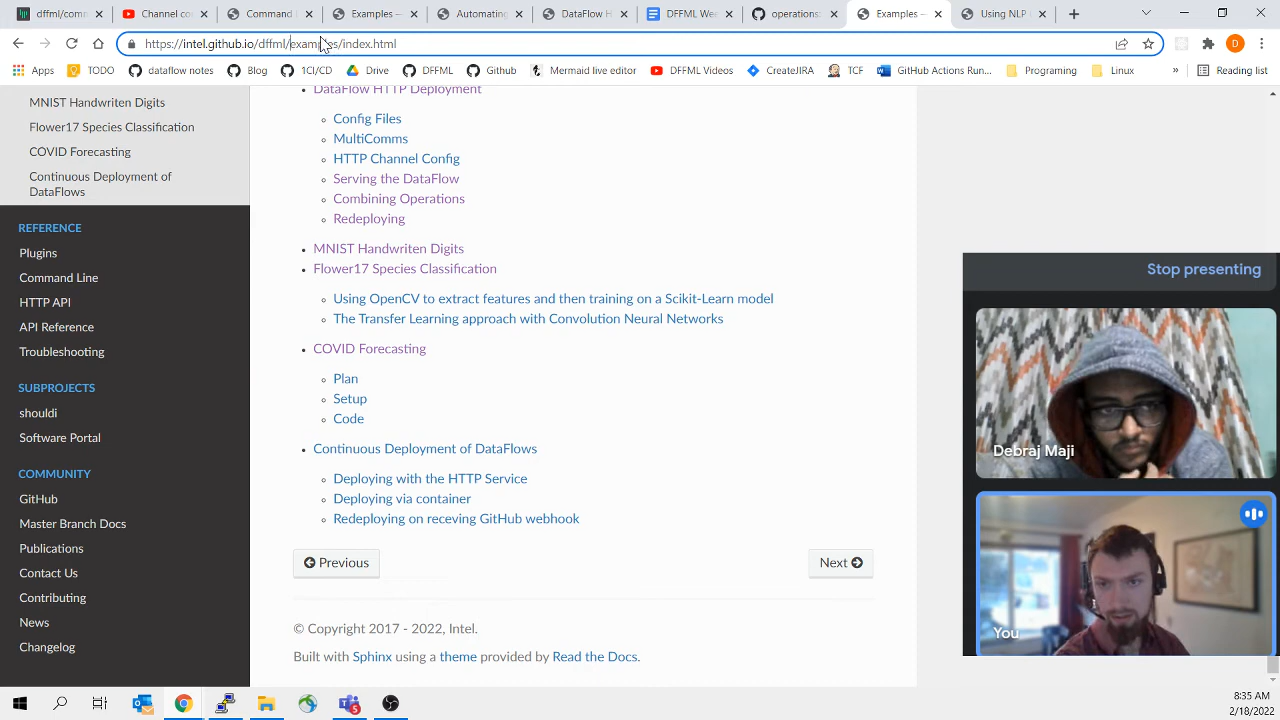 dffml/comm
Channel co
Command L
Examples —
Automating
DataFlow H
DFFML Wee
operations:
Examples —
Using NLP f
https://intel.github.io/dffml/examples/index.html
Apps
TODO
dataflow notes
Blog
1CI/CD
Drive
DFFML
Github
Mermaid live editor
DFFML Videos
CreateJIRA
TCF
GitHub Actions Run...
Programing
Linux
»
Reading list
MNIST Handwriten Digits
Flower17 Species Classification
COVID Forecasting
Continuous Deployment of
DataFlows
REFERENCE
Plugins
Command Line
HTTP API
API Reference
Troubleshooting
SUBPROJECTS
shouldi
Software Portal
COMMUNITY
GitHub
Master Branch Docs
Publications
Contact Us
Contributing
News
Changelog
DataFlow HTTP Deployment
Config Files
MultiComms
HTTP Channel Config
Serving the DataFlow
Combining Operations
Redeploying
MNIST Handwriten Digits
Flower17 Species Classification
Using OpenCV to extract features and then training on a Scikit-Learn model
The Transfer Learning approach with Convolution Neural Networks
COVID Forecasting
Plan
Setup
Code
Continuous Deployment of DataFlows
Deploying with the HTTP Service
Deploying via container
Redeploying on receving GitHub webhook
Previous
Next
© Copyright 2017 - 2022, Intel.
Built with Sphinx using a theme provided by Read the Docs.
Stop presenting
Debraj Maji
You
8:35 AM
2/18/2022